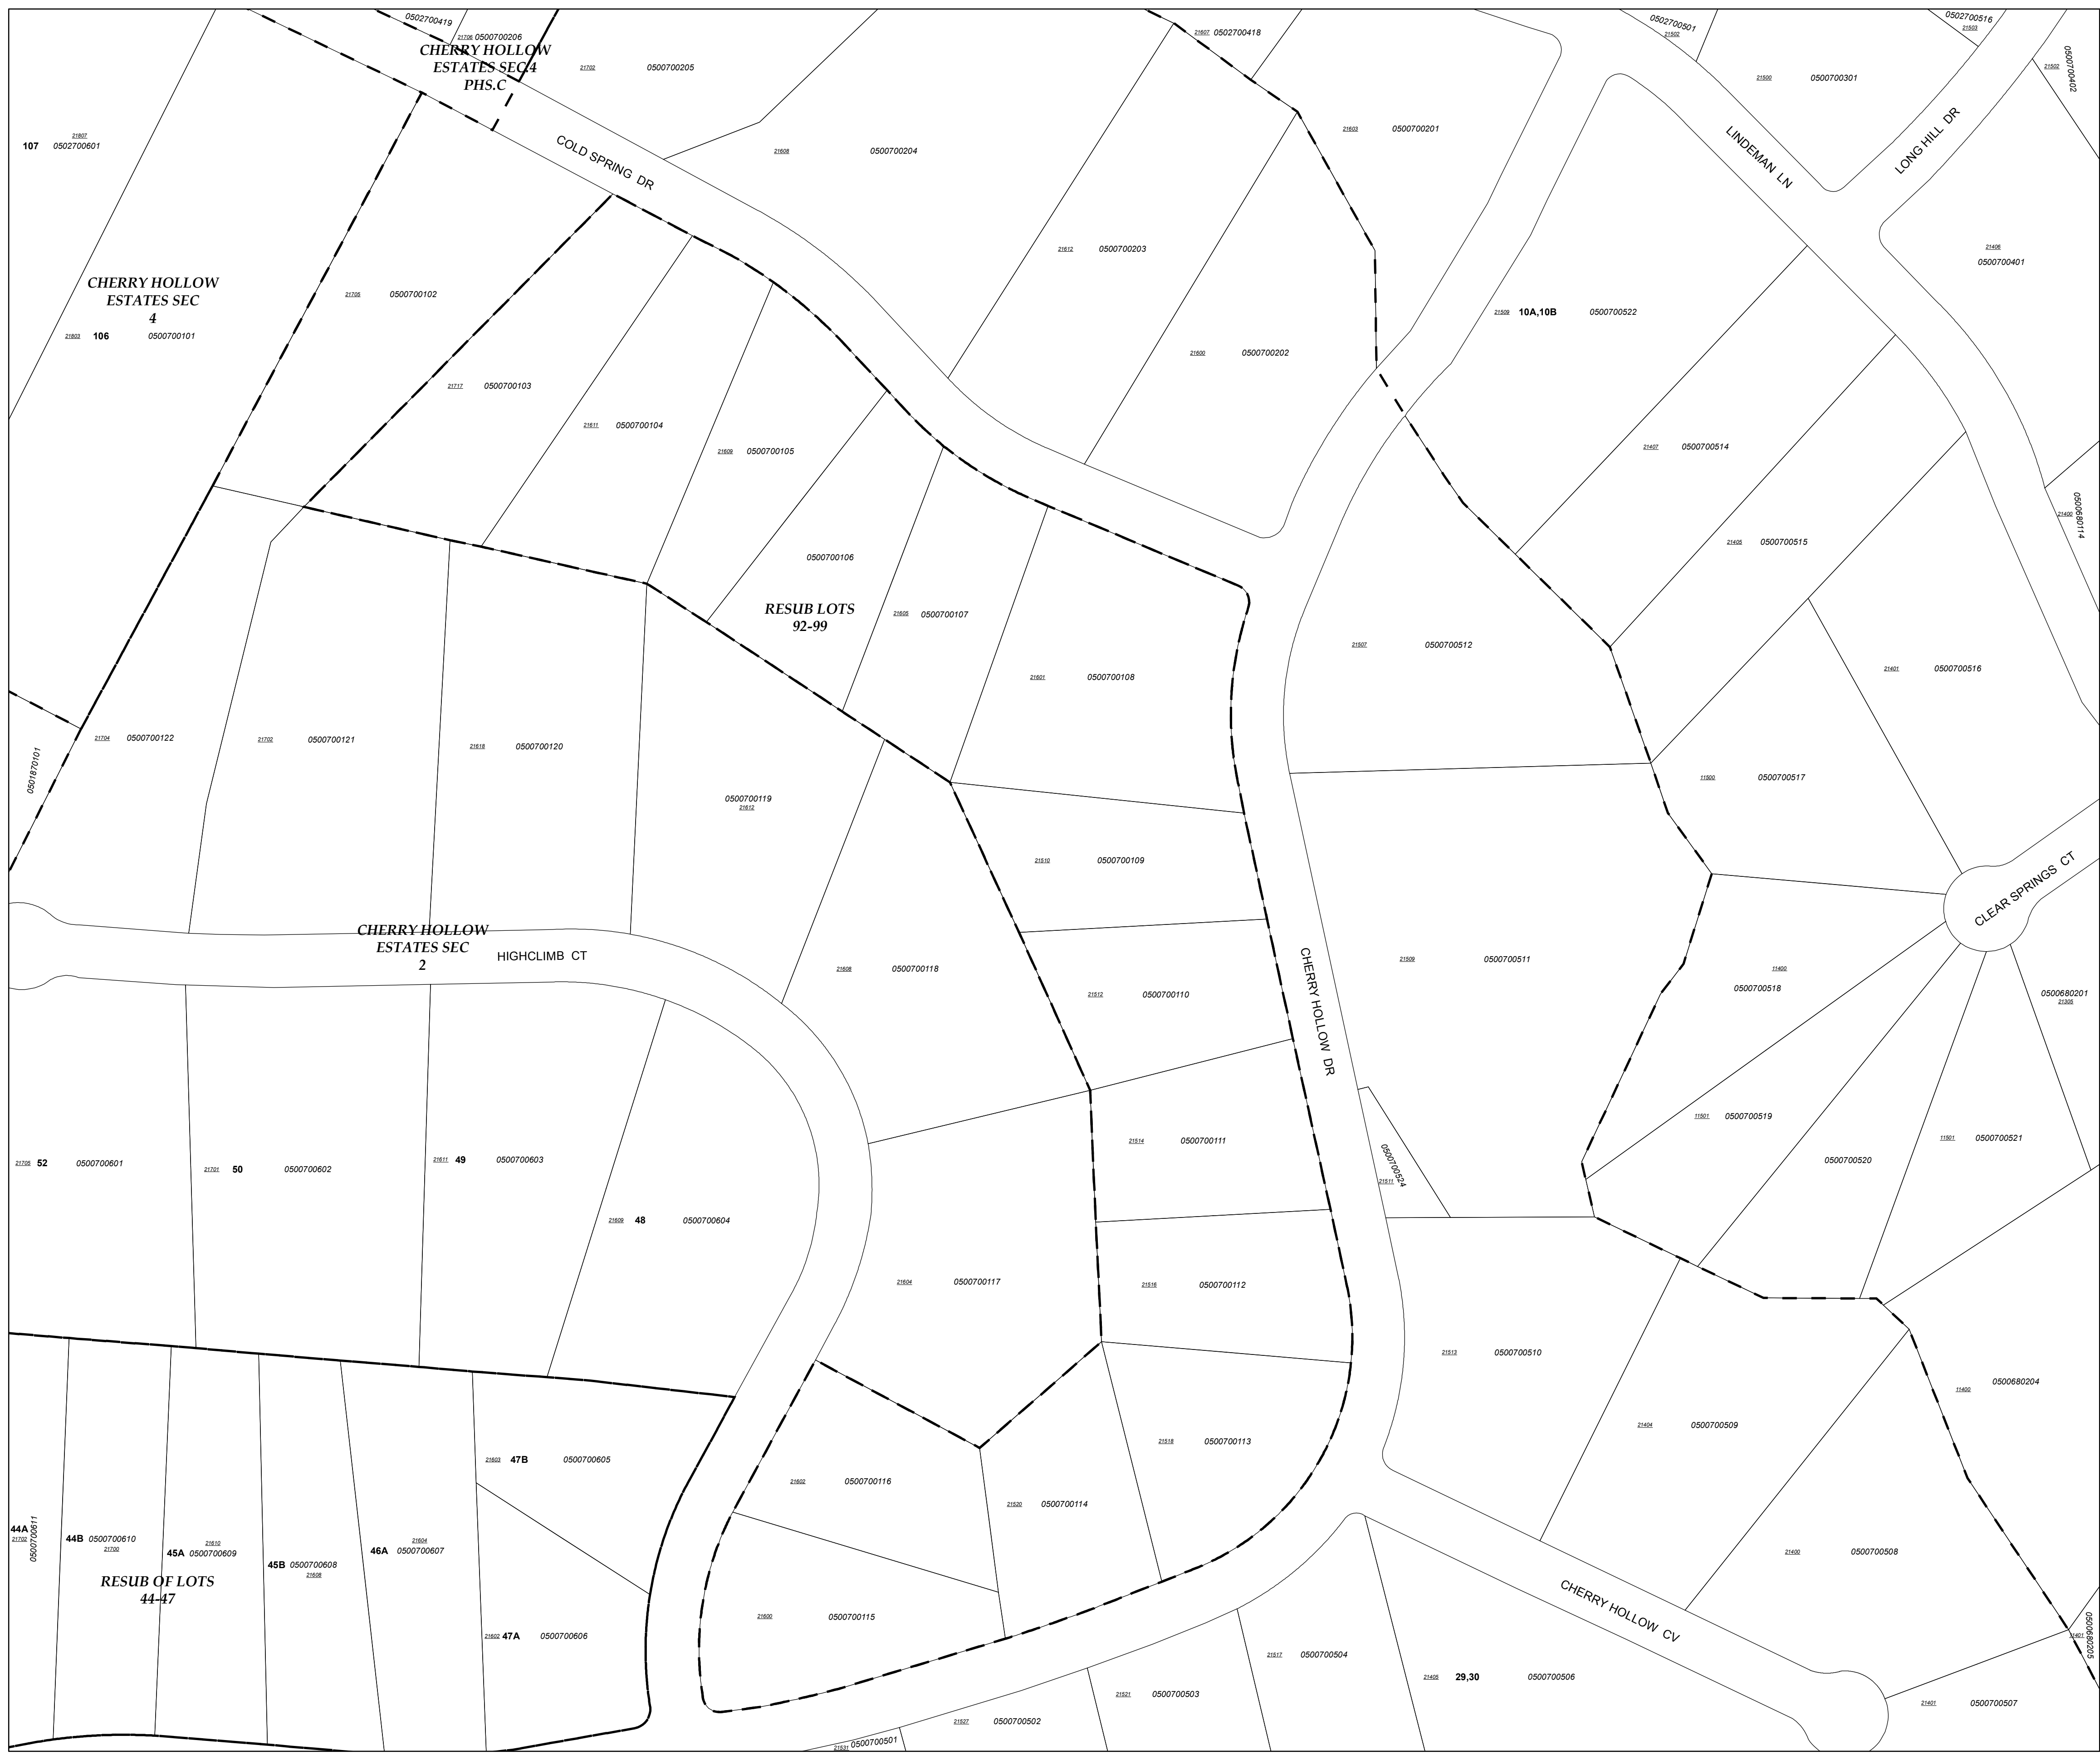 0502700419
21706 0500700206
CHERRY HOLLOW
ESTATES SEC.4
PHS.C
21702 0500700205
21607 0502700418
0502700501
21502
0502700516
21503
21500 0500700301
21502
0500700402
107 21807 0502700601
COLD SPRING DR
21608 0500700204
21603 0500700201
LINDEMAN LN
LONG HILL DR
21612 0500700203
21406
0500700401
CHERRY HOLLOW
ESTATES SEC
4
21803 106 0500700101
21705 0500700102
21509 10A,10B 0500700522
21600 0500700202
21717 0500700103
21611 0500700104
21609 0500700105
21407 0500700514
21400
0500680114
21405 0500700515
0500700106
RESUB LOTS
92-99
21605 0500700107
21507 0500700512
21401 0500700516
21601 0500700108
21704 0500700122
21702 0500700121
21618 0500700120
0501870101
11500 0500700517
0500700119
21612
21510 0500700109
CLEAR SPRINGS CT
CHERRY HOLLOW
ESTATES SEC
2
HIGHCLIMB CT
21608 0500700118
21512 0500700110
CHERRY HOLLOW DR
21509 0500700511
11400
0500700518
0500680201
21305
11501 0500700519
21514 0500700111
11501 0500700521
0500700520
0500700524
21511
21705 52 0500700601
21701 50 0500700602
21611 49 0500700603
21609 48 0500700604
21604 0500700117
21516 0500700112
21513 0500700510
11400 0500680204
21404 0500700509
21518 0500700113
21603 47B 0500700605
21602 0500700116
21520 0500700114
44A
21702
0500700611
44B 0500700610
21700
21610
45A 0500700609
45B 0500700608
21608
21604
46A 0500700607
21400 0500700508
RESUB OF LOTS
44-47
21600 0500700115
CHERRY HOLLOW CV
21602 47A 0500700606
21401
0500680205
21517 0500700504
21405 29,30 0500700506
21521 0500700503
21401 0500700507
21527 0500700502
21531 0500700501